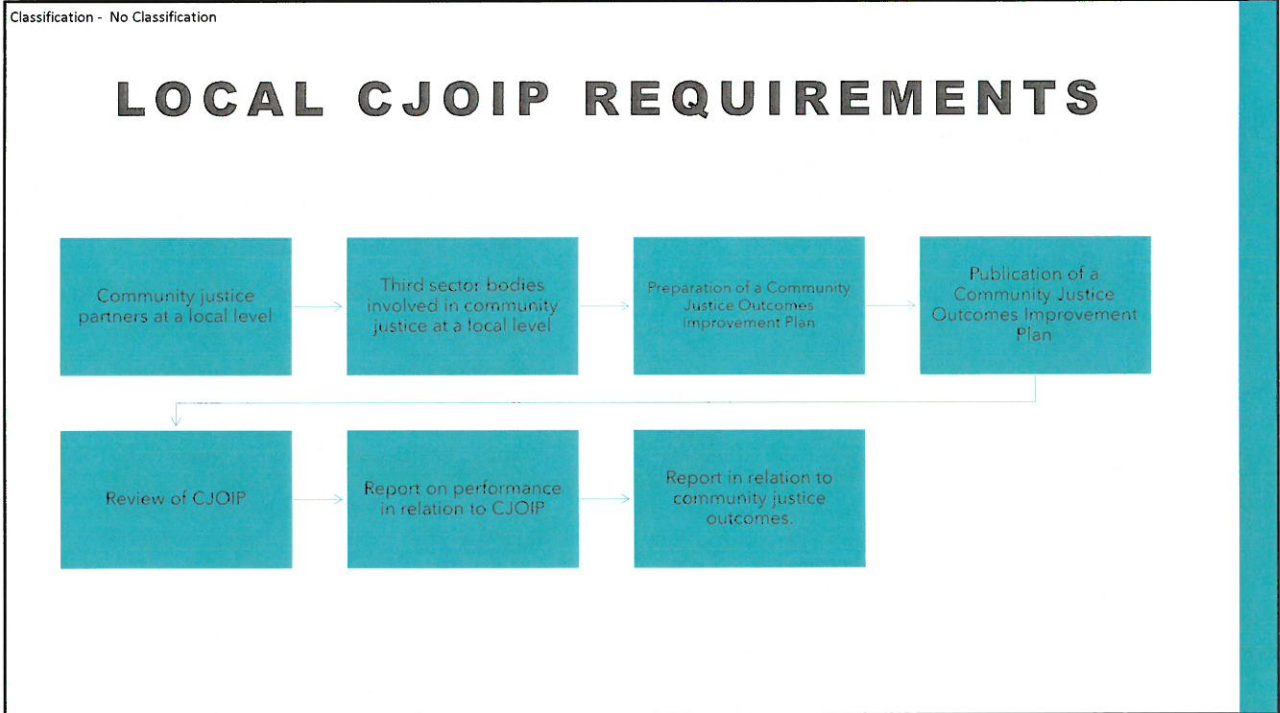 Classification - No Classification
LOCAL CJOIP REQUIREMENTS
Community justice
partners at a local level
Third sector bodies
involved in community
justice at a local level
Preparation of a Community
Justice Outcomes
Improvement Plan
Publication of a
Community Justice
Outcomes Improvement
Plan
Review of CJOIP
Report on performance
in relation to CJOIP
Report in relation to
community justice
outcomes.